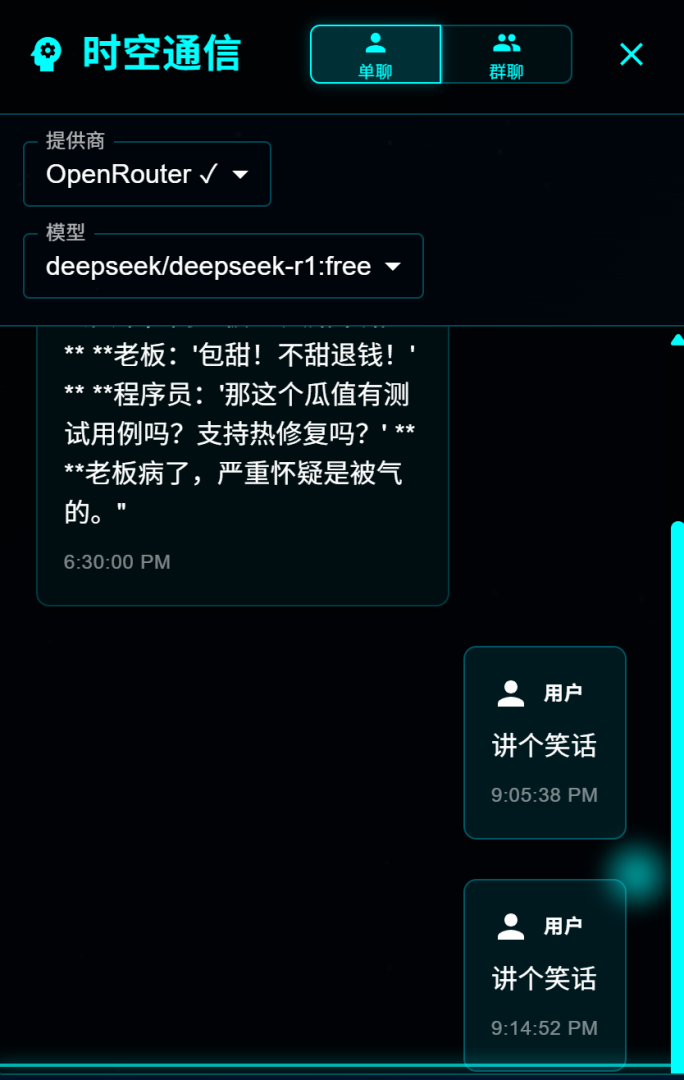 时空通信
单聊
群聊
提供商
OpenRouter ✓
模型
deepseek/deepseek-r1:free
** **老板：'包甜！不甜退钱！'
** **程序员：'那这个瓜值有测
试用例吗？支持热修复吗？' **
**老板病了，严重怀疑是被气
的。"
6:30:00 PM
用户
讲个笑话
9:05:38 PM
用户
讲个笑话
9:14:52 PM